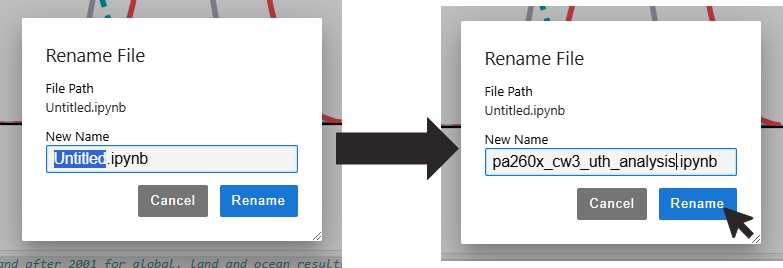 Rename File
File Path
Untitled.ipynb
New Name
Untitled.ipynb
Cancel
Rename
and after 2001 for global, land and ocean results
Rename File
File Path
Untitled.ipynb
New Name
pa260x_cw3_uth_analysis.ipynb
Cancel
Rename